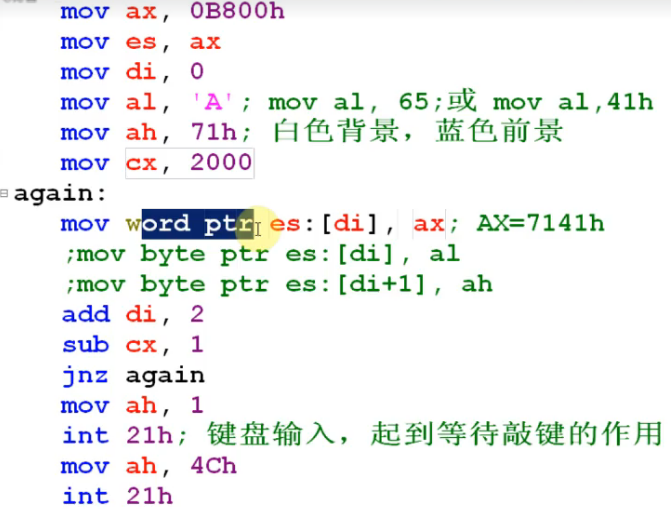 mov ax, 0B800h
mov es, ax
mov di, 0
mov al, 'A'; mov al, 65;或 mov al,41h
mov ah, 71h; 白色背景，蓝色前景
mov cx, 2000
again:
mov word ptr es:[di], ax; AX=7141h
;mov byte ptr es:[di], al
;mov byte ptr es:[di+1], ah
add di, 2
sub cx, 1
jnz again
mov ah, 1
int 21h; 键盘输入，起到等待敲键的作用
mov ah, 4Ch
int 21h